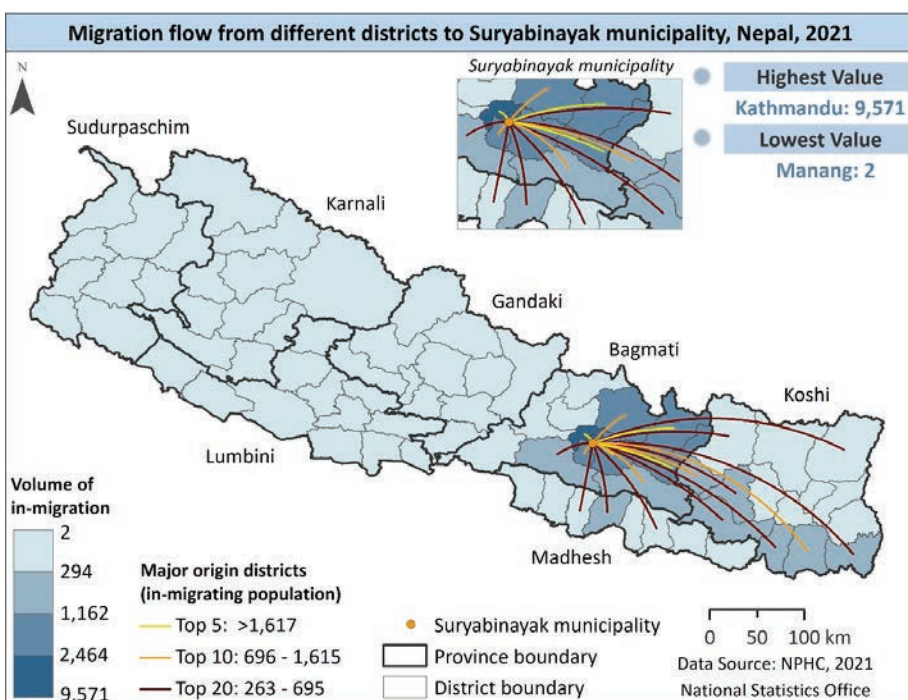 Migration flow from different districts to Suryabinayak municipality, Nepal, 2021
N
Suryabinayak municipality
Highest Value
Kathmandu: 9,571
Lowest Value
Manang: 2
Sudurpaschim
Karnali
Gandaki
Bagmati
Koshi
Lumbini
Madhesh
Volume of
in-migration
2
294
1,162
2,464
9,571
Major origin districts
(in-migrating population)
Top 5: >1,617
Top 10: 696 - 1,615
Top 20: 263 - 695
Suryabinayak municipality
Province boundary
District boundary
0 50 100 km
Data Source: NPHC, 2021
National Statistics Office